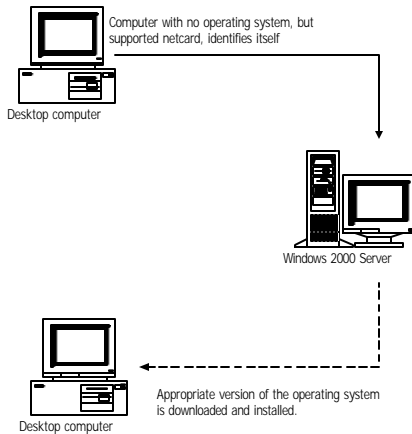 Computer with no operating system, but
supported netcard, identifies itself
Desktop computer
Windows 2000 Server
Appropriate version of the operating system
is downloaded and installed.
Desktop computer